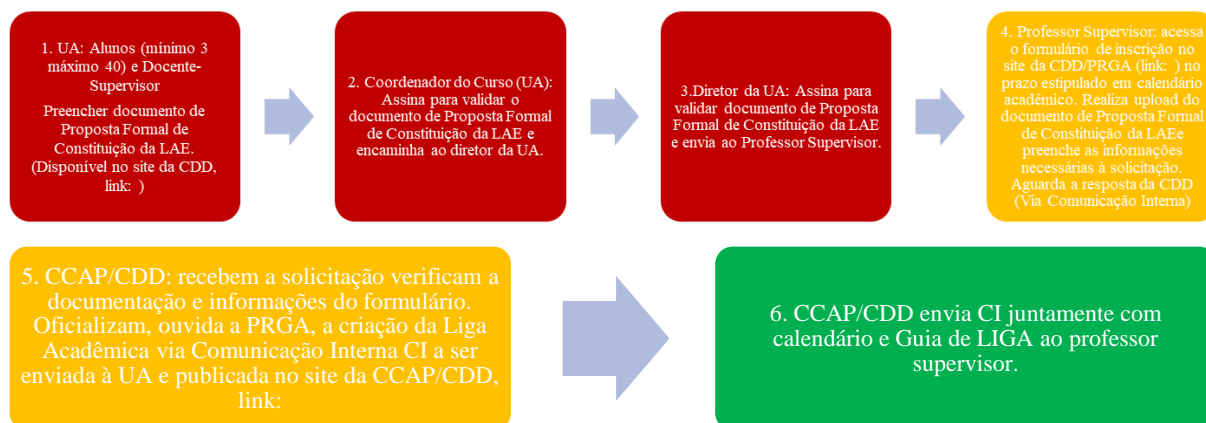 1. UA: Alunos (mínimo 3
máximo 40) e Docente-
Supervisor
Preencher documento de
Proposta Formal de
Constituição da LAE.
(Disponível no site da CDD,
link: )
2. Coordenador do Curso (UA):
Assina para validar o
documento de Proposta Formal
de Constituição da LAE e
encaminha ao diretor da UA.
3.Diretor da UA: Assina para
validar documento de Proposta
Formal de Constituição da LAE
e envia ao Professor Supervisor.
4. Professor Supervisor: acessa
o formulário de inscrição no
site da CDD/PRGA (link: ) no
prazo estipulado em calendário
acadêmico. Realiza upload do
documento de Proposta Formal
de Constituição da LAEe
preenche as informações
necessárias à solicitação.
Aguarda a resposta da CDD
(Via Comunicação Interna)
5. CCAP/CDD: recebem a solicitação verificam a
documentação e informações do formulário.
Oficializam, ouvida a PRGA, a criação da Liga
Acadêmica via Comunicação Interna CI a ser
enviada à UA e publicada no site da CCAP/CDD,
link:
6. CCAP/CDD envia CI juntamente com
calendário e Guia de LIGA ao professor
supervisor.